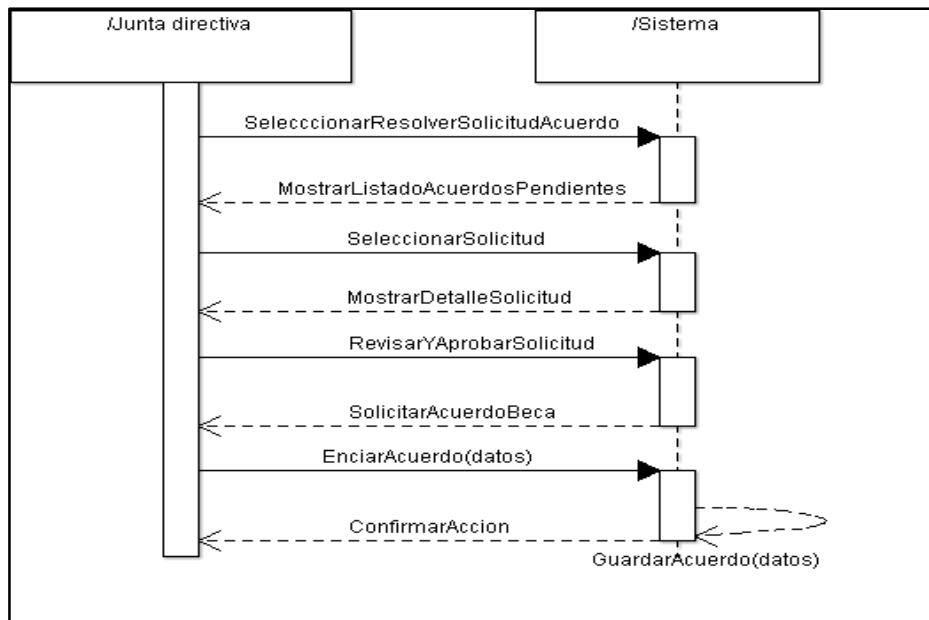 /Junta directiva
/Sistema
SelecccionarResolverSolicitudAcuerdo
MostrarListadoAcuerdosPendientes
SeleccionarSolicitud
MostrarDetalleSolicitud
RevisarYAprobarSolicitud
SolicitarAcuerdoBeca
EnciarAcuerdo(datos)
ConfirmarAccion
GuardarAcuerdo(datos)